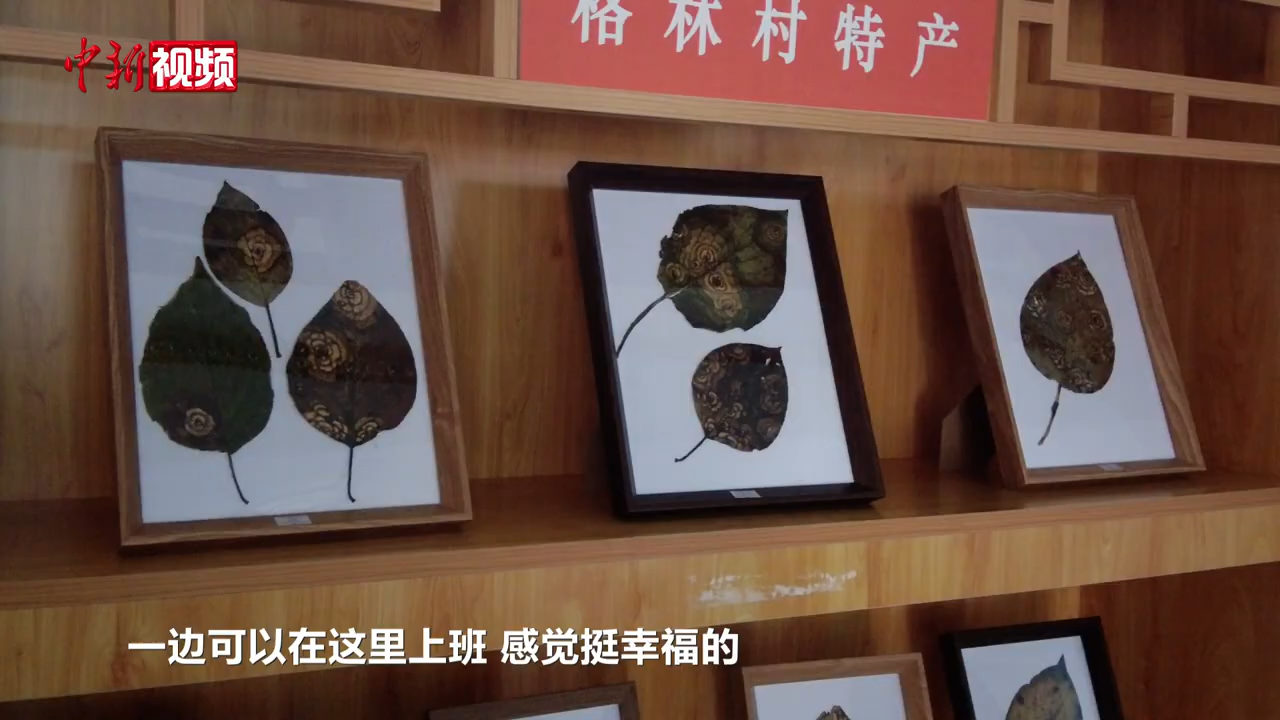 格林村特产
中新视频
一边可以在这里上班 感觉挺幸福的